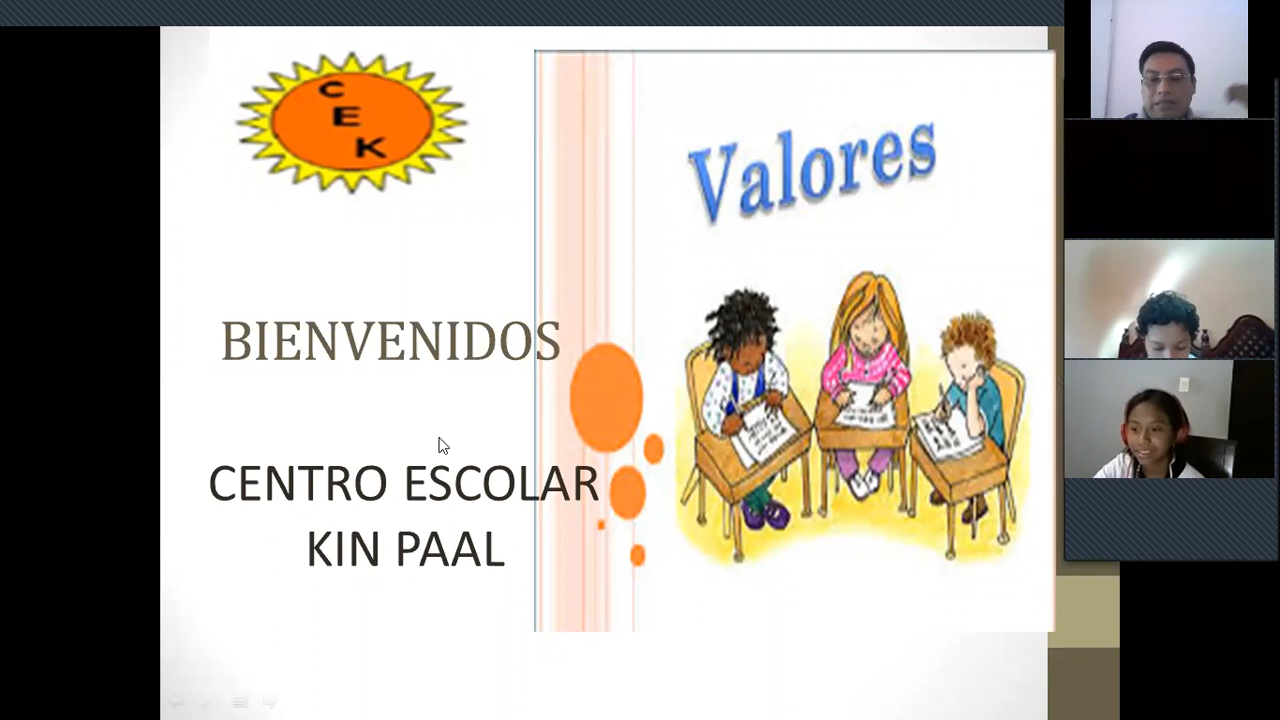 C
E
K
Valores
BIENVENIDOS
CENTRO ESCOLAR
KIN PAAL